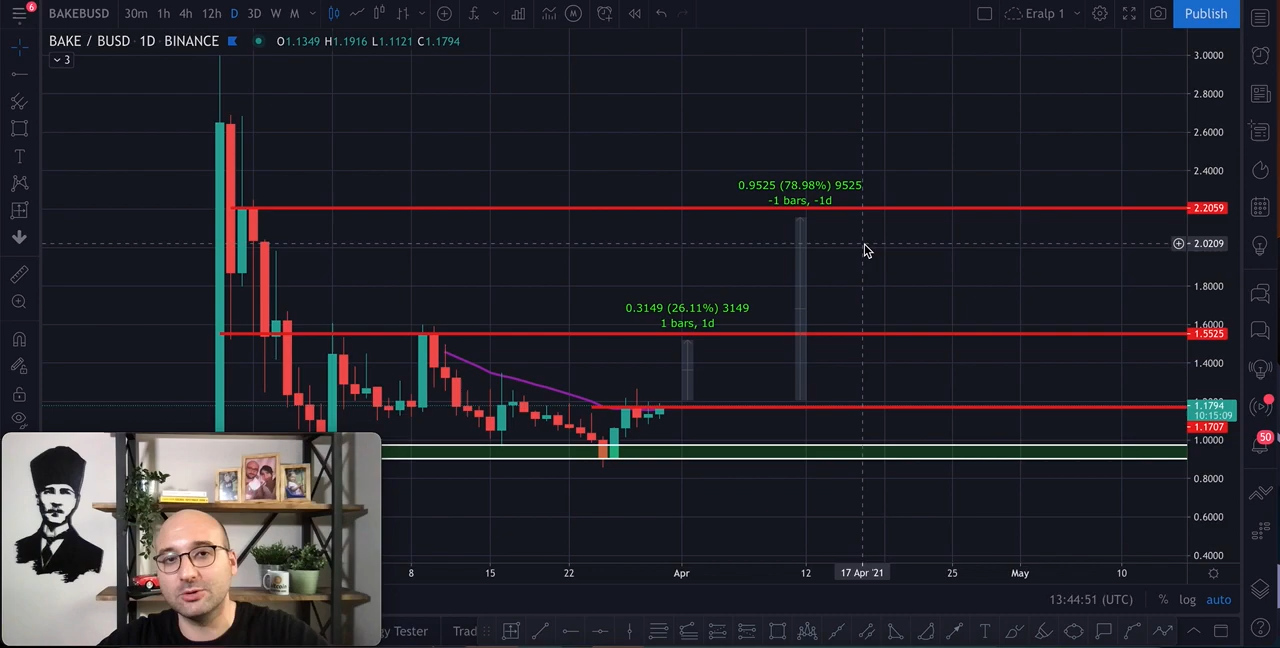 6
BAKEBUSD 30m 1h 4h 12h D 3D W M
Eralp 1
Publish
BAKE / BUSD · 1D · BINANCE
O1.1349 H1.1916 L1.1121 C1.1794
3
3.0000
2.8000
2.6000
2.4000
0.9525 (78.98%) 9525
-1 bars, -1d
2.2059
2.0209
1.8000
0.3149 (26.11%) 3149
1 bars, 1d
1.6000
1.5525
1.4000
1.1794
10:15:09
1.1707
1.0000
0.8000
0.6000
0.4000
50
8 15 22 Apr 12 17 Apr '21 25 May 10
13:44:51 (UTC) % log auto
gy Tester
Trad